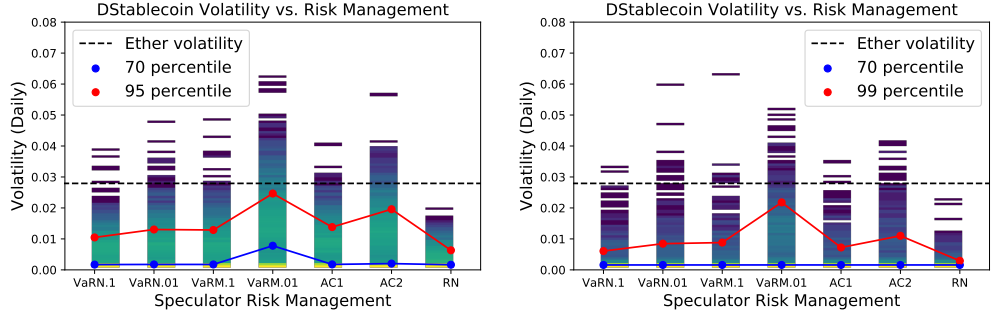 DStablecoin Volatility vs. Risk Management
Volatility (Daily)
0.08
0.07
0.06
0.05
0.04
0.03
0.02
0.01
0.00
Ether volatility
70 percentile
95 percentile
VaRN.1 VaRN.01 VaRM.1 VaRM.01 AC1 AC2 RN
Speculator Risk Management
DStablecoin Volatility vs. Risk Management
Volatility (Daily)
0.08
0.07
0.06
0.05
0.04
0.03
0.02
0.01
0.00
Ether volatility
70 percentile
99 percentile
VaRN.1 VaRN.01 VaRM.1 VaRM.01 AC1 AC2 RN
Speculator Risk Management